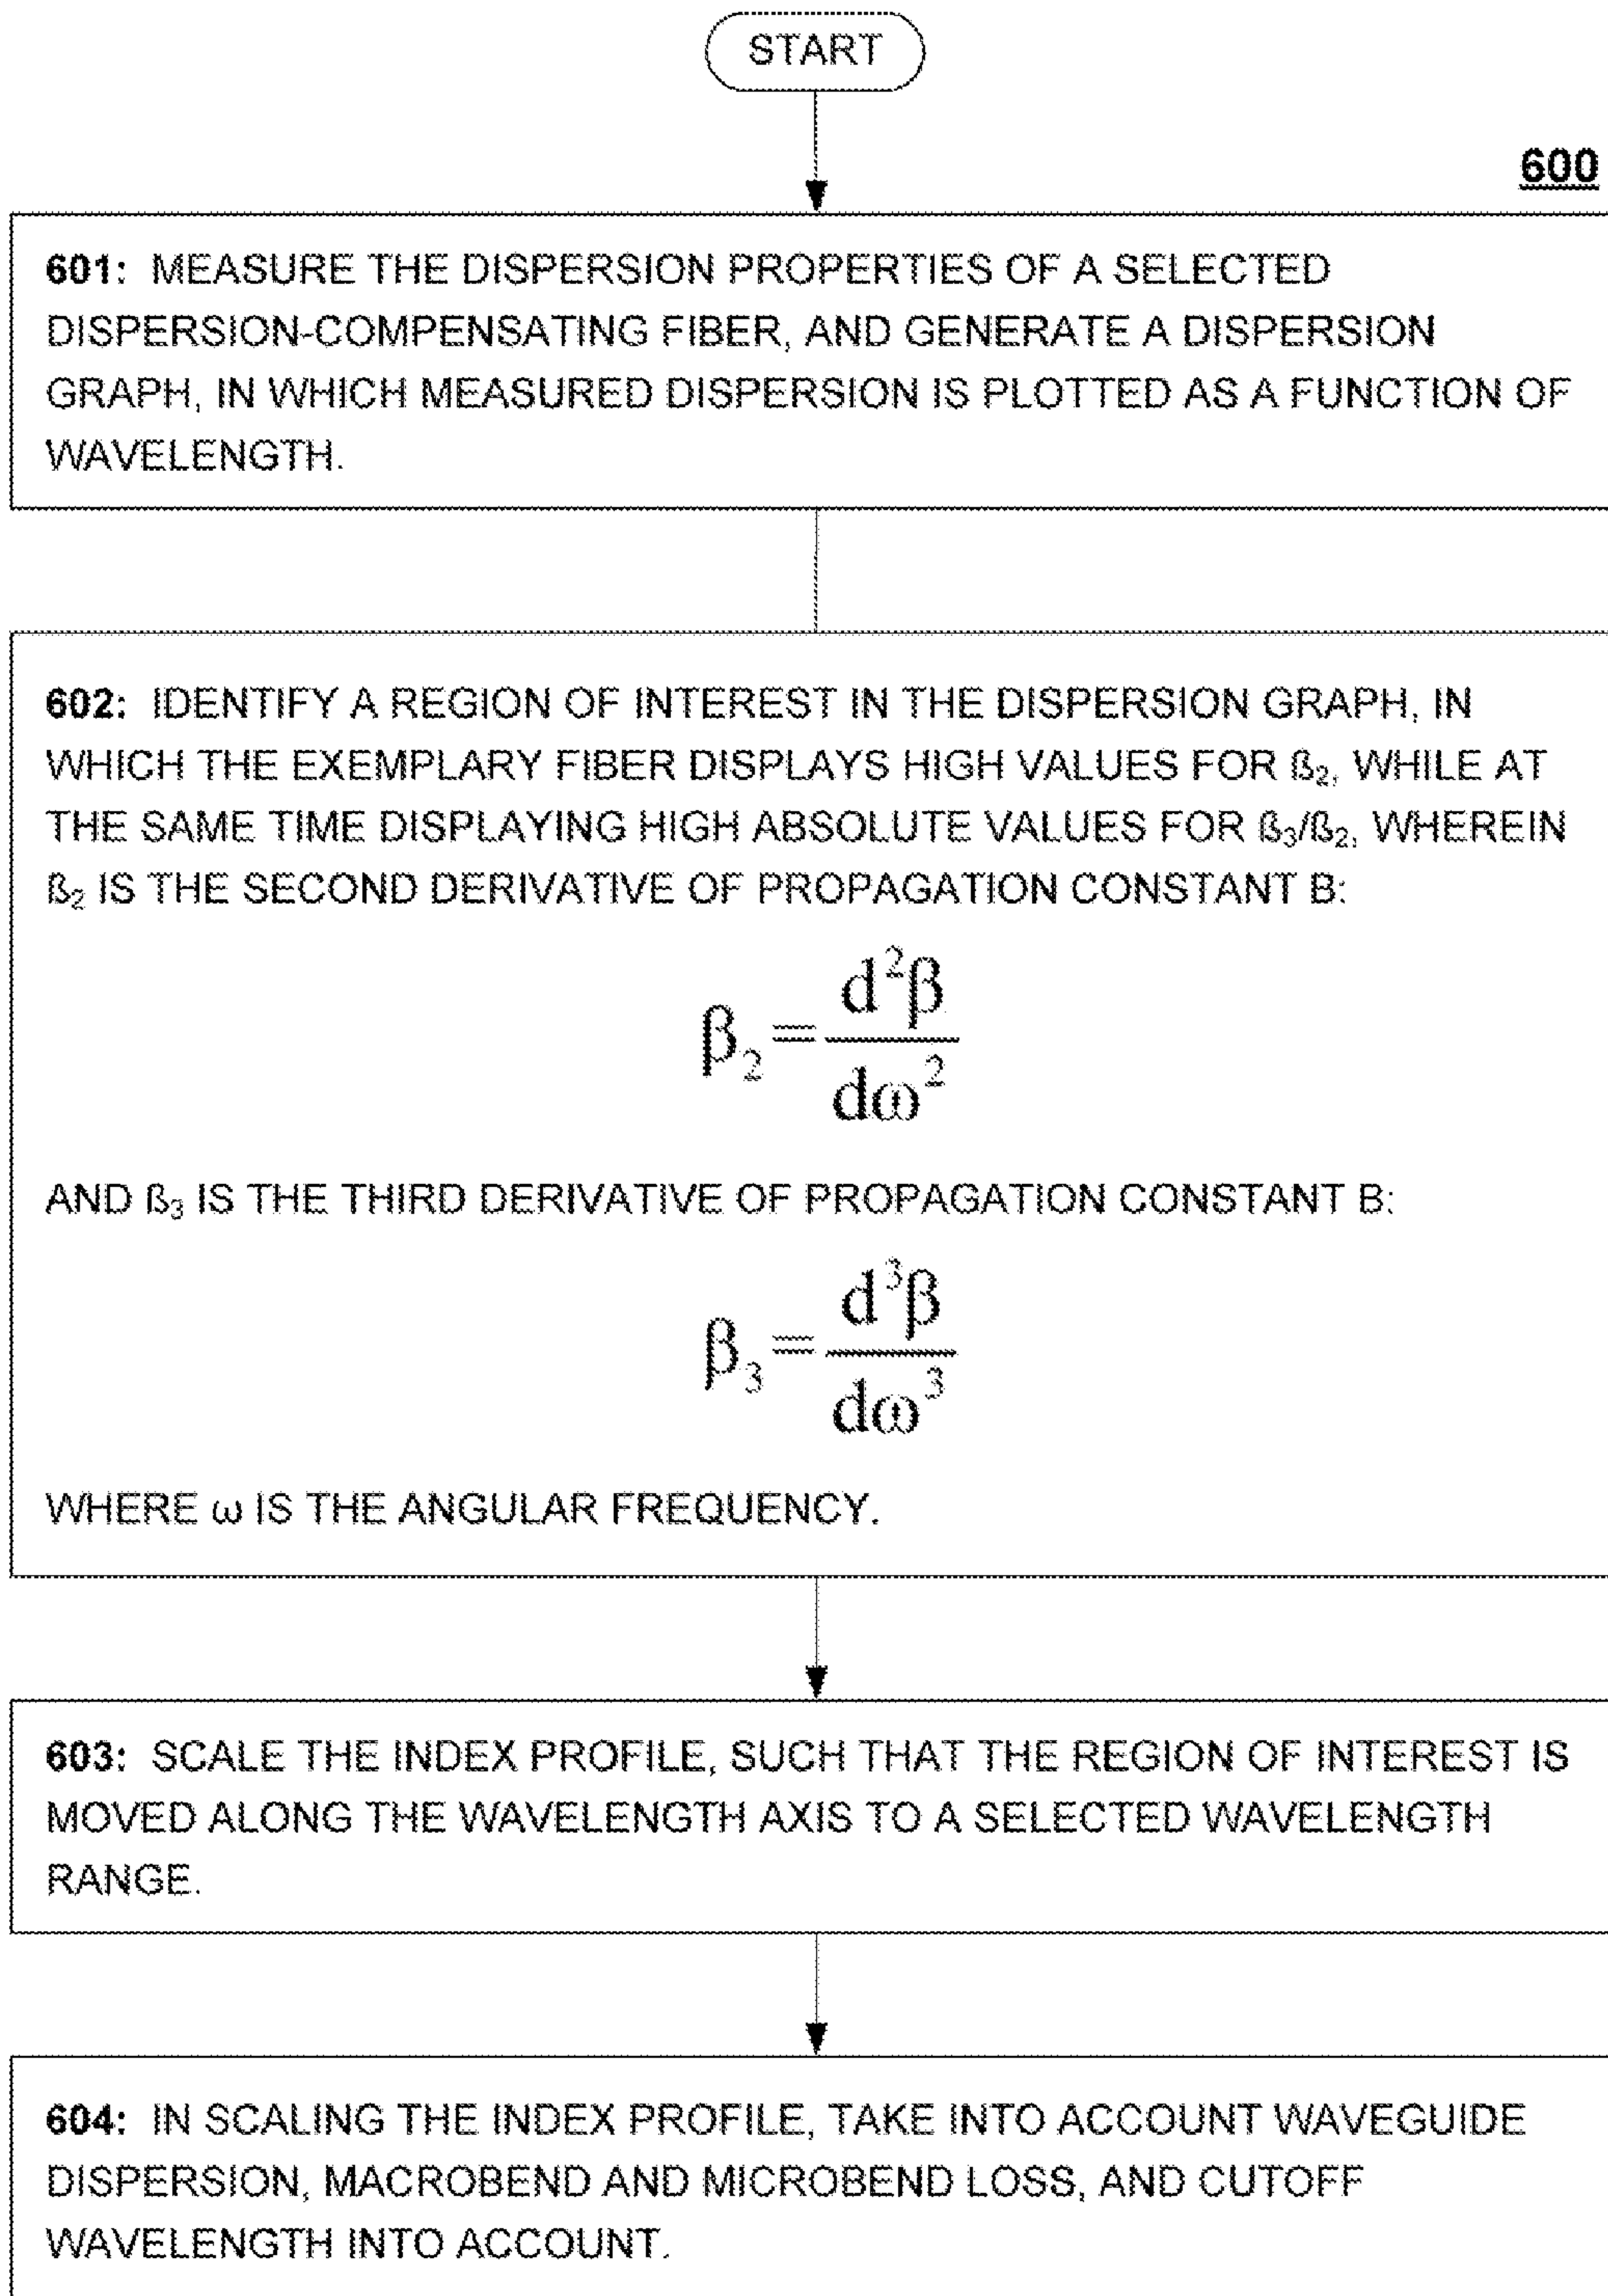 START
600
601: MEASURE THE DISPERSION PROPERTIES OF A SELECTED
DISPERSION-COMPENSATING FIBER, AND GENERATE A DISPERSION
GRAPH, IN WHICH MEASURED DISPERSION IS PLOTTED AS A FUNCTION OF
WAVELENGTH.
602: IDENTIFY A REGION OF INTEREST IN THE DISPERSION GRAPH, IN
WHICH THE EXEMPLARY FIBER DISPLAYS HIGH VALUES FOR ß₂, WHILE AT
THE SAME TIME DISPLAYING HIGH ABSOLUTE VALUES FOR ß₃/ß₂, WHEREIN
ß₂ IS THE SECOND DERIVATIVE OF PROPAGATION CONSTANT B:
β₂ = d²β / dω²
AND ß₃ IS THE THIRD DERIVATIVE OF PROPAGATION CONSTANT B:
β₃ = d³β / dω³
WHERE ω IS THE ANGULAR FREQUENCY.
603: SCALE THE INDEX PROFILE, SUCH THAT THE REGION OF INTEREST IS
MOVED ALONG THE WAVELENGTH AXIS TO A SELECTED WAVELENGTH
RANGE.
604: IN SCALING THE INDEX PROFILE, TAKE INTO ACCOUNT WAVEGUIDE
DISPERSION, MACROBEND AND MICROBEND LOSS, AND CUTOFF
WAVELENGTH INTO ACCOUNT.